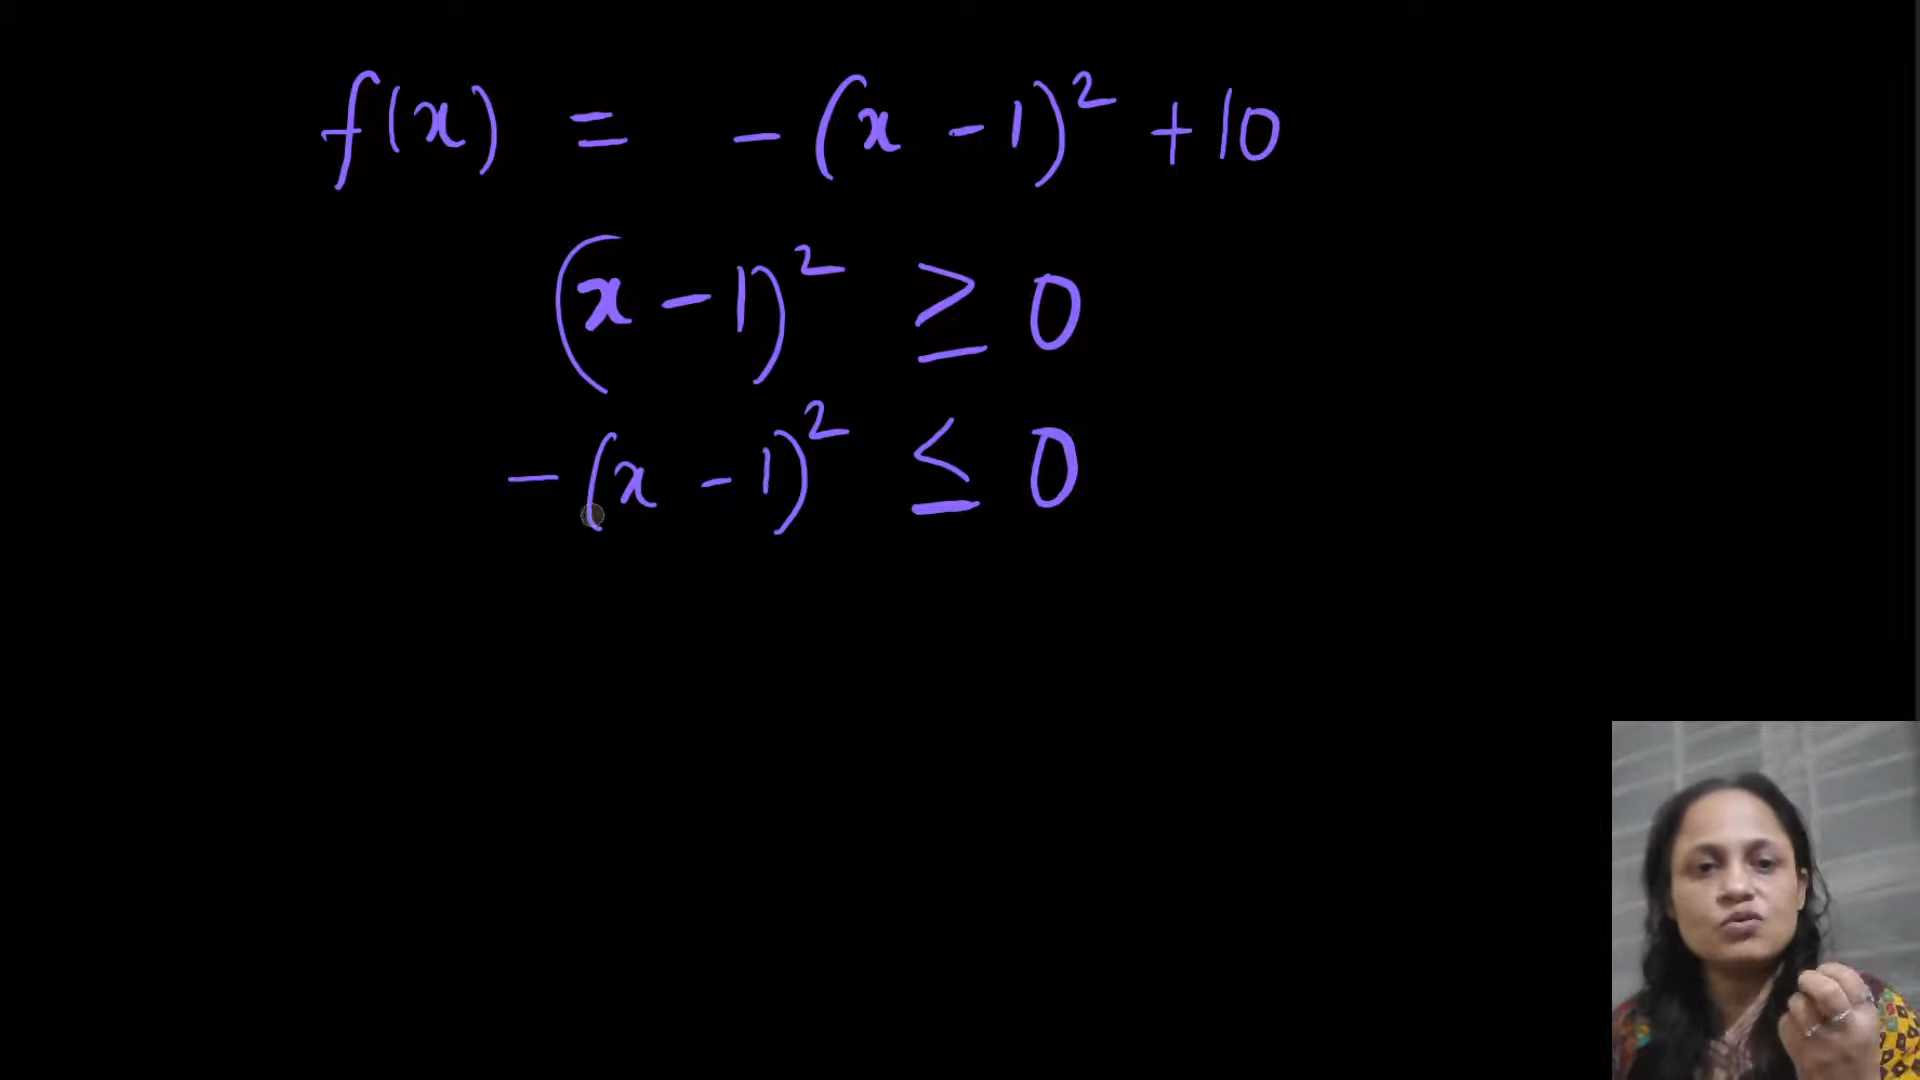 f(x) = -(x - 1)² + 10
(x - 1)² ≥ 0
-(x - 1)² ≤ 0